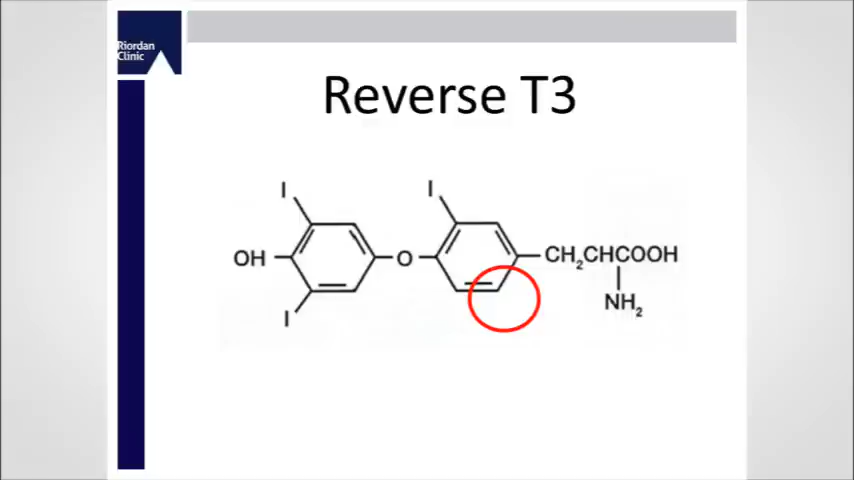 Riordan
Clinic
Reverse T3
I
I
OH
O
CH₂CHCOOH
I
NH₂